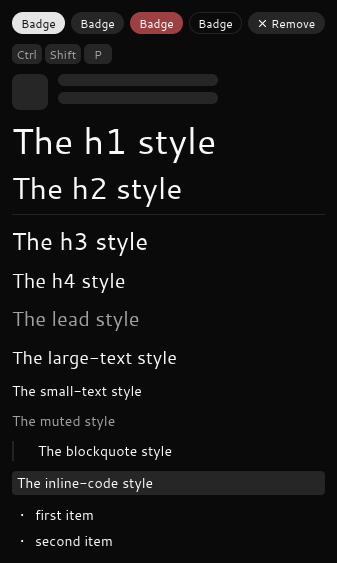 Badge Badge Badge Badge × Remove
Ctrl Shift P
The h1 style
The h2 style
The h3 style
The h4 style
The lead style
The large-text style
The small-text style
The muted style
The blockquote style
The inline-code style
· first item
· second item